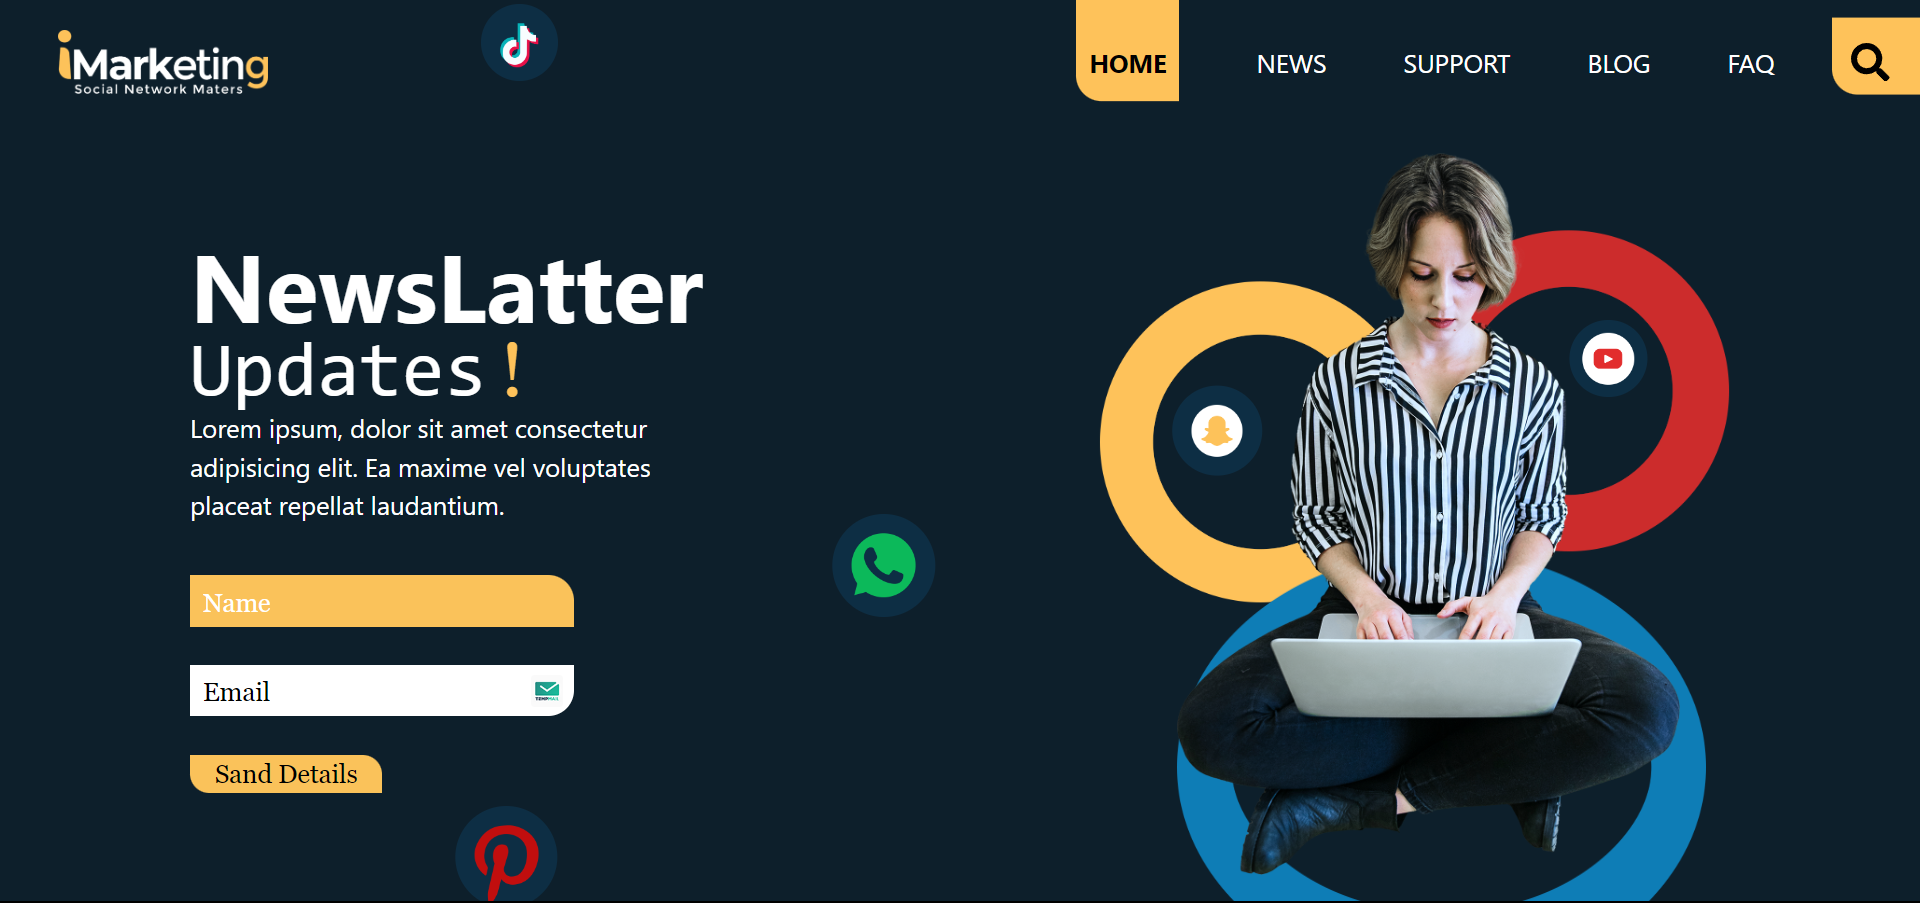 iMarketing
Social Network Maters
HOME NEWS SUPPORT BLOG FAQ
NewsLatter
Updates!
Lorem ipsum, dolor sit amet consectetur
adipisicing elit. Ea maxime vel voluptates
placeat repellat laudantium.
Name
Email
TEMPMAIL
Sand Details